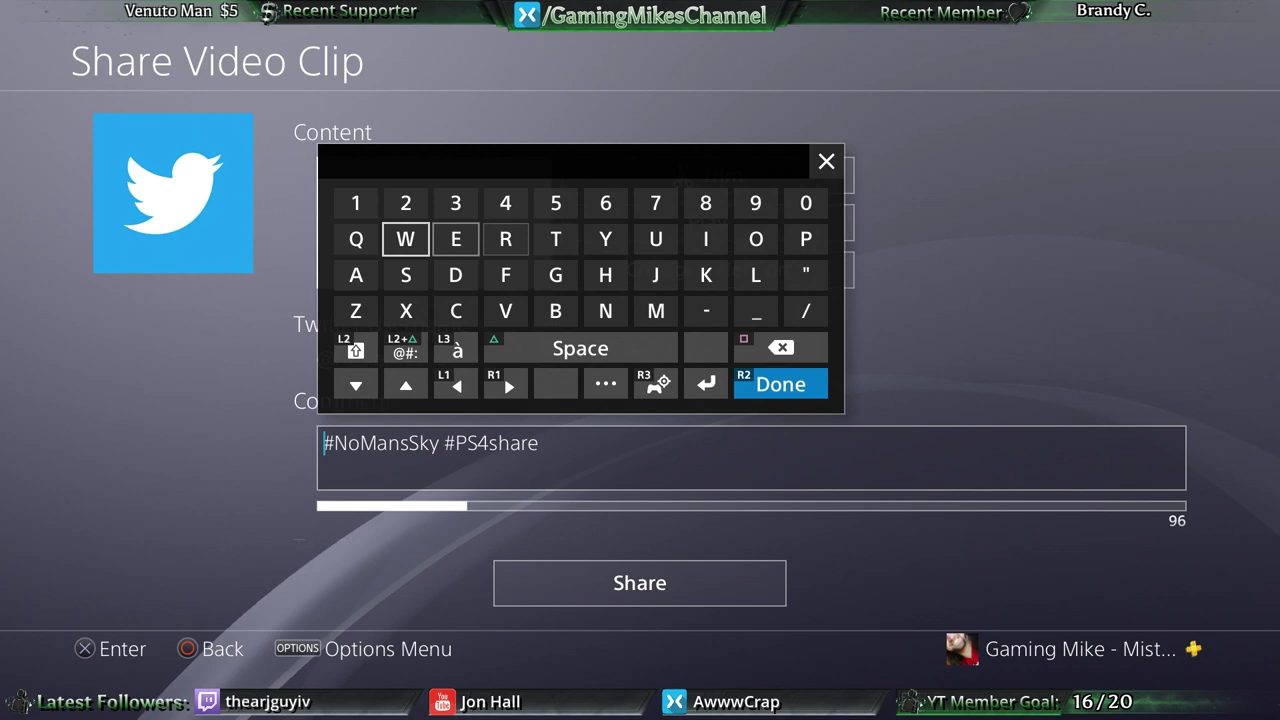 Venuto Man $5 Recent Supporter /GamingMikesChannel Recent Member Brandy C.
Share Video Clip
Content
1 2 3 4 5 6 7 8 9 0
Q W E R T Y U I O P
A S D F G H J K L "
Z X C V B N M - _ /
L2 L2+△ @#: L3 à △ Space □
L1 R1 ... R3 R2 Done
#NoMansSky #PS4share
96
Share
Enter Back OPTIONS Options Menu Gaming Mike - Mist...
Latest Followers: thearjguyiv You Tube Jon Hall AwwwCrap YT Member Goal: 16/20